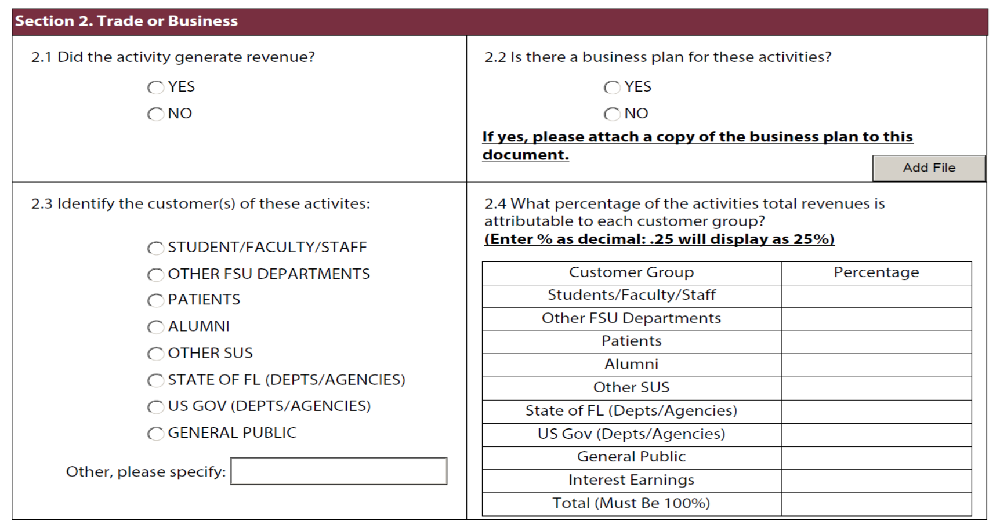 Section 2. Trade or Business
2.1 Did the activity generate revenue?
YES
NO
2.2 Is there a business plan for these activities?
YES
NO
If yes, please attach a copy of the business plan to this
document.
Add File
2.3 Identify the customer(s) of these activites:
STUDENT/FACULTY/STAFF
OTHER FSU DEPARTMENTS
PATIENTS
ALUMNI
OTHER SUS
STATE OF FL (DEPTS/AGENCIES)
US GOV (DEPTS/AGENCIES)
GENERAL PUBLIC
Other, please specify:
2.4 What percentage of the activities total revenues is
attributable to each customer group?
(Enter % as decimal: .25 will display as 25%)
Customer Group Percentage
Students/Faculty/Staff
Other FSU Departments
Patients
Alumni
Other SUS
State of FL (Depts/Agencies)
US Gov (Depts/Agencies)
General Public
Interest Earnings
Total (Must Be 100%)